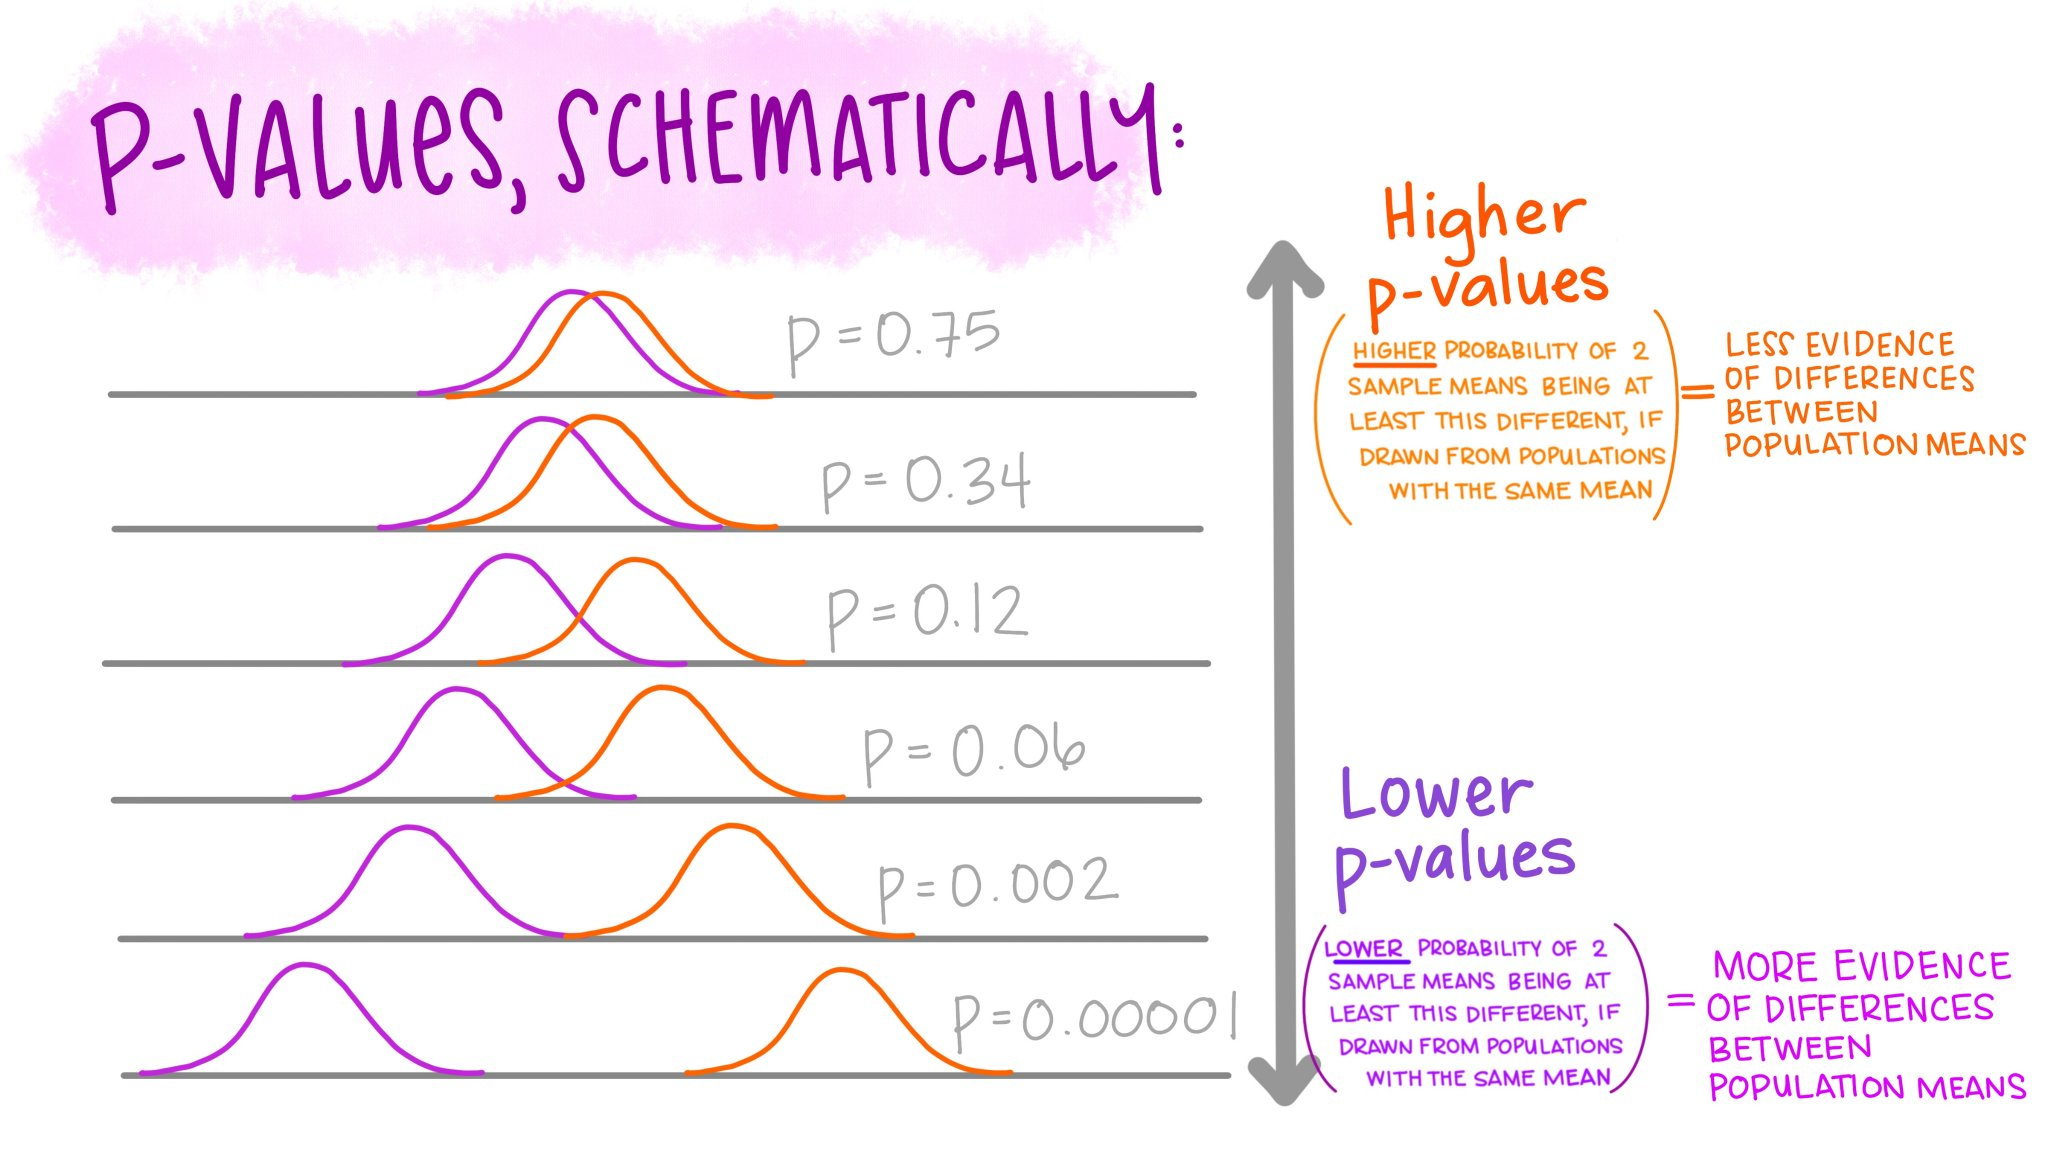 P-VALUES, SCHEMATICALLY:
p = 0.75
p = 0.34
p = 0.12
p = 0.06
p = 0.002
p = 0.00001
Higher
p-values
(HIGHER PROBABILITY OF 2
SAMPLE MEANS BEING AT
LEAST THIS DIFFERENT, IF
DRAWN FROM POPULATIONS
WITH THE SAME MEAN)
= LESS EVIDENCE
OF DIFFERENCES
BETWEEN
POPULATION MEANS
Lower
p-values
(LOWER PROBABILITY OF 2
SAMPLE MEANS BEING AT
LEAST THIS DIFFERENT, IF
DRAWN FROM POPULATIONS
WITH THE SAME MEAN)
= MORE EVIDENCE
OF DIFFERENCES
BETWEEN
POPULATION MEANS